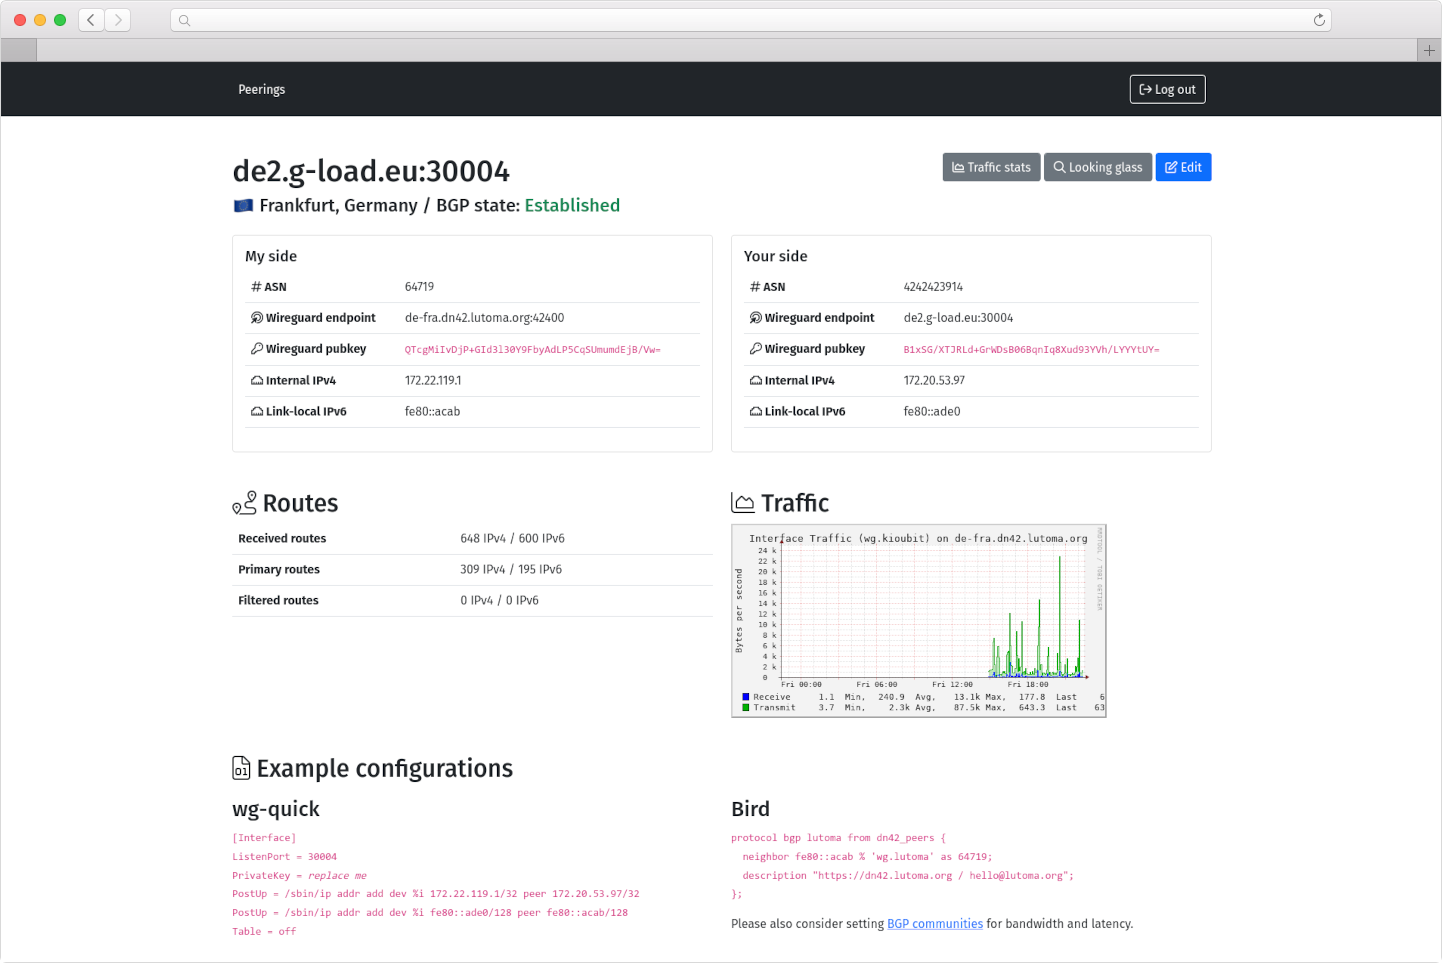 Peerings
Log out
de2.g-load.eu:30004
Traffic stats
Looking glass
Edit
Frankfurt, Germany / BGP state: Established
My side
ASN 64719
Wireguard endpoint de-fra.dn42.lutoma.org:42400
Wireguard pubkey QTcgMiIvDjP+GId3l30Y9FbyAdLP5CqSUmumdEjB/Vw=
Internal IPv4 172.22.119.1
Link-local IPv6 fe80::acab
Your side
ASN 4242423914
Wireguard endpoint de2.g-load.eu:30004
Wireguard pubkey B1xSG/XTJRLd+GrWDsB06BqnIq8Xud93YVh/LYYYtUY=
Internal IPv4 172.20.53.97
Link-local IPv6 fe80::ade0
Routes
Received routes 648 IPv4 / 600 IPv6
Primary routes 309 IPv4 / 195 IPv6
Filtered routes 0 IPv4 / 0 IPv6
Traffic
Interface Traffic (wg.kioubit) on de-fra.dn42.lutoma.org
RRDTOOL / TOBI OETIKER
Bytes per second
24 k
22 k
20 k
18 k
16 k
14 k
12 k
10 k
8 k
6 k
4 k
2 k
0
Fri 00:00 Fri 06:00 Fri 12:00 Fri 18:00
Receive 1.1 Min, 240.9 Avg, 13.1k Max, 177.8 Last 6
Transmit 3.7 Min, 2.3k Avg, 87.5k Max, 643.3 Last 63
01 Example configurations
wg-quick
[Interface]
ListenPort = 30004
PrivateKey = replace me
PostUp = /sbin/ip addr add dev %i 172.22.119.1/32 peer 172.20.53.97/32
PostUp = /sbin/ip addr add dev %i fe80::ade0/128 peer fe80::acab/128
Table = off
Bird
protocol bgp lutoma from dn42_peers {
neighbor fe80::acab % 'wg.lutoma' as 64719;
description "https://dn42.lutoma.org / hello@lutoma.org";
};
Please also consider setting BGP communities for bandwidth and latency.